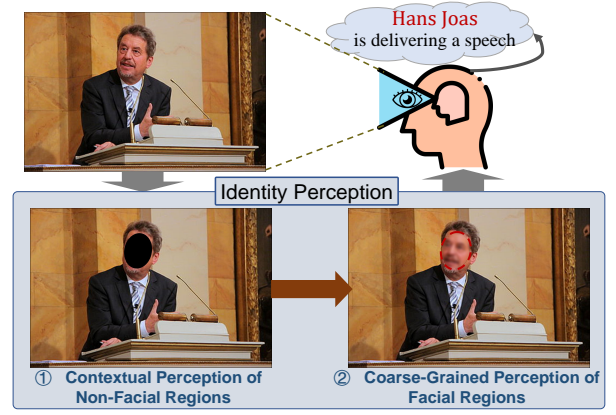 Hans Joas
is delivering a speech
Identity Perception
① Contextual Perception of
Non-Facial Regions
② Coarse-Grained Perception of
Facial Regions